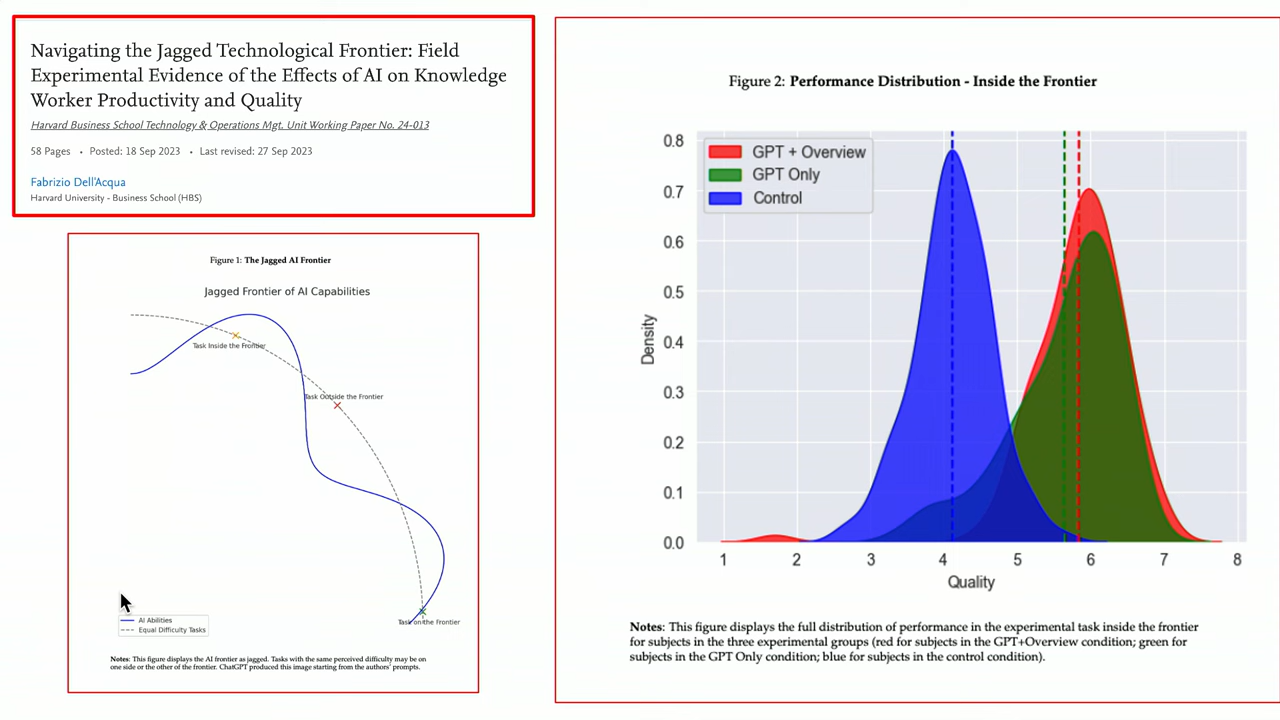 Navigating the Jagged Technological Frontier: Field
Experimental Evidence of the Effects of AI on Knowledge
Worker Productivity and Quality
Harvard Business School Technology & Operations Mgt. Unit Working Paper No. 24-013
58 Pages • Posted: 18 Sep 2023 • Last revised: 27 Sep 2023
Fabrizio Dell'Acqua
Harvard University - Business School (HBS)
Figure 1: The Jagged AI Frontier
Jagged Frontier of AI Capabilities
Task Inside the Frontier
Task Outside the Frontier
Task on the Frontier
AI Abilities
Equal Difficulty Tasks
Notes: This figure displays the AI frontier as jagged. Tasks with the same perceived difficulty may be on
one side or the other of the frontier. ChatGPT produced this image starting from the authors' prompts.
Figure 2: Performance Distribution - Inside the Frontier
GPT + Overview
GPT Only
Control
Density
0.8
0.7
0.6
0.5
0.4
0.3
0.2
0.1
0.0
1 2 3 4 5 6 7 8
Quality
Notes: This figure displays the full distribution of performance in the experimental task inside the frontier
for subjects in the three experimental groups (red for subjects in the GPT+Overview condition; green for
subjects in the GPT Only condition; blue for subjects in the control condition).